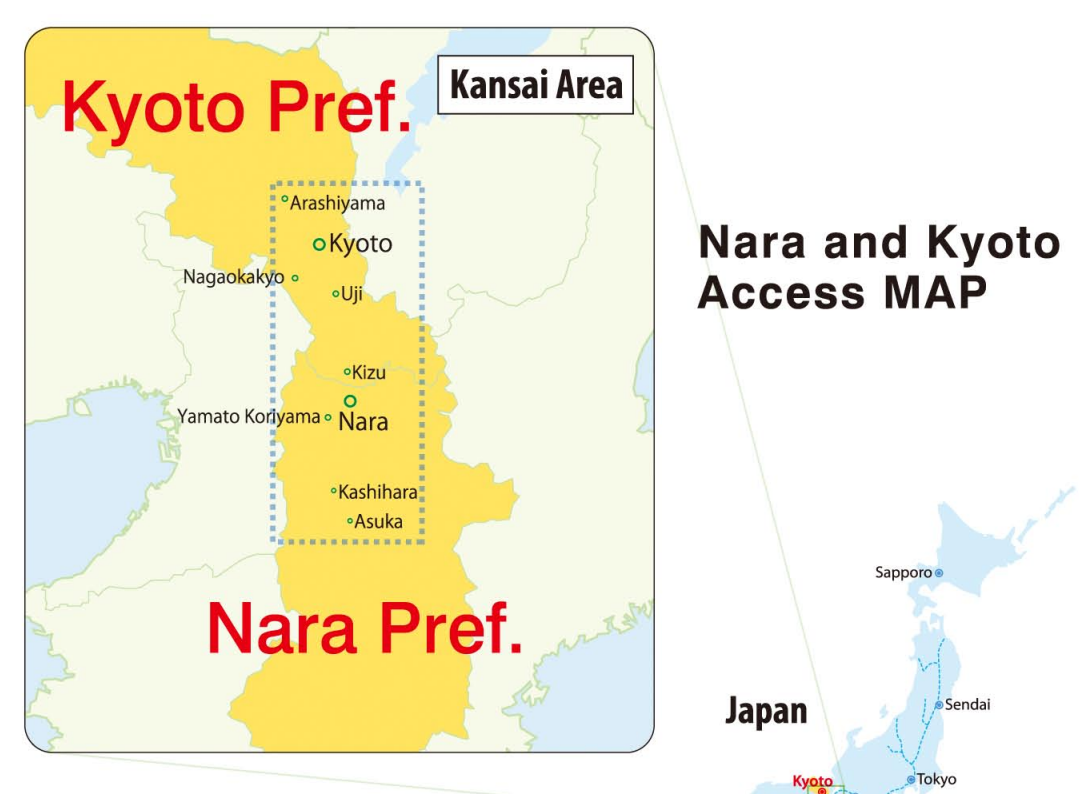 Kyoto Pref.
Kansai Area
Arashiyama
Kyoto
Nagaokakyo
Uji
Kizu
Yamato Koriyama
Nara
Kashihara
Asuka
Nara Pref.
Nara and Kyoto
Access MAP
Sapporo
Japan
Sendai
Kyoto
Tokyo